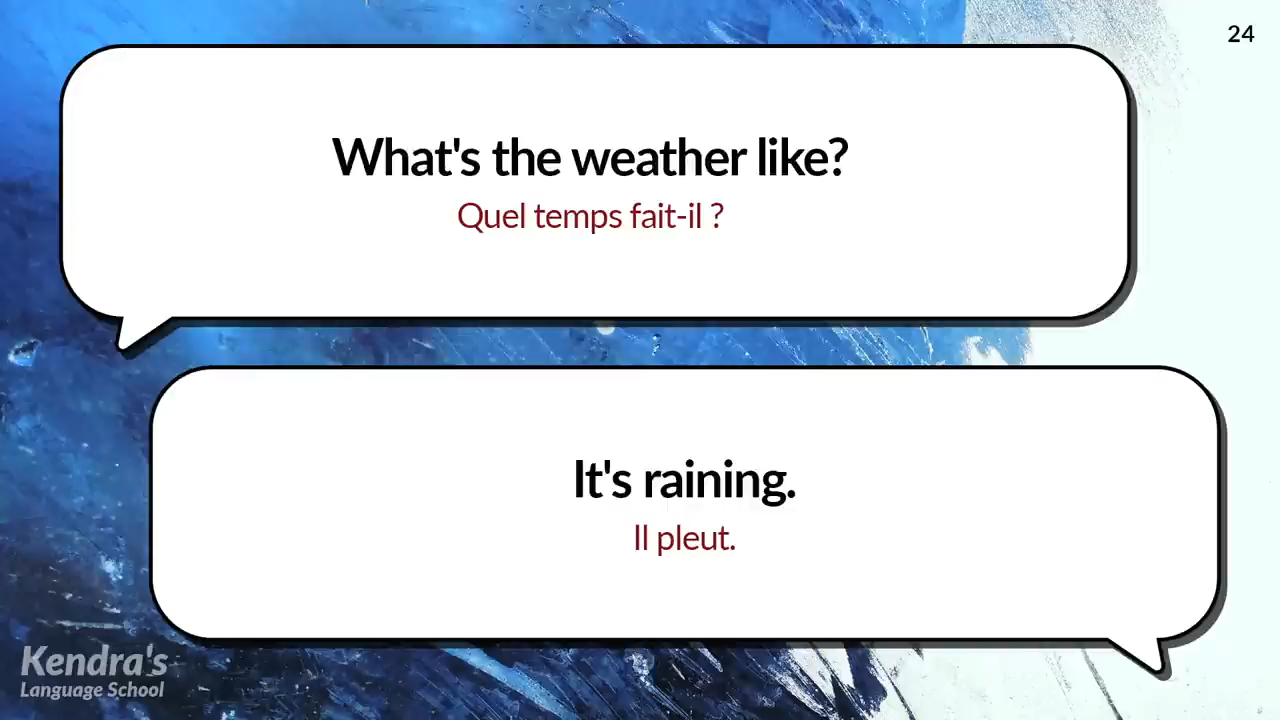 24
What's the weather like?
Quel temps fait-il ?
It's raining.
Il pleut.
Kendra's
Language School